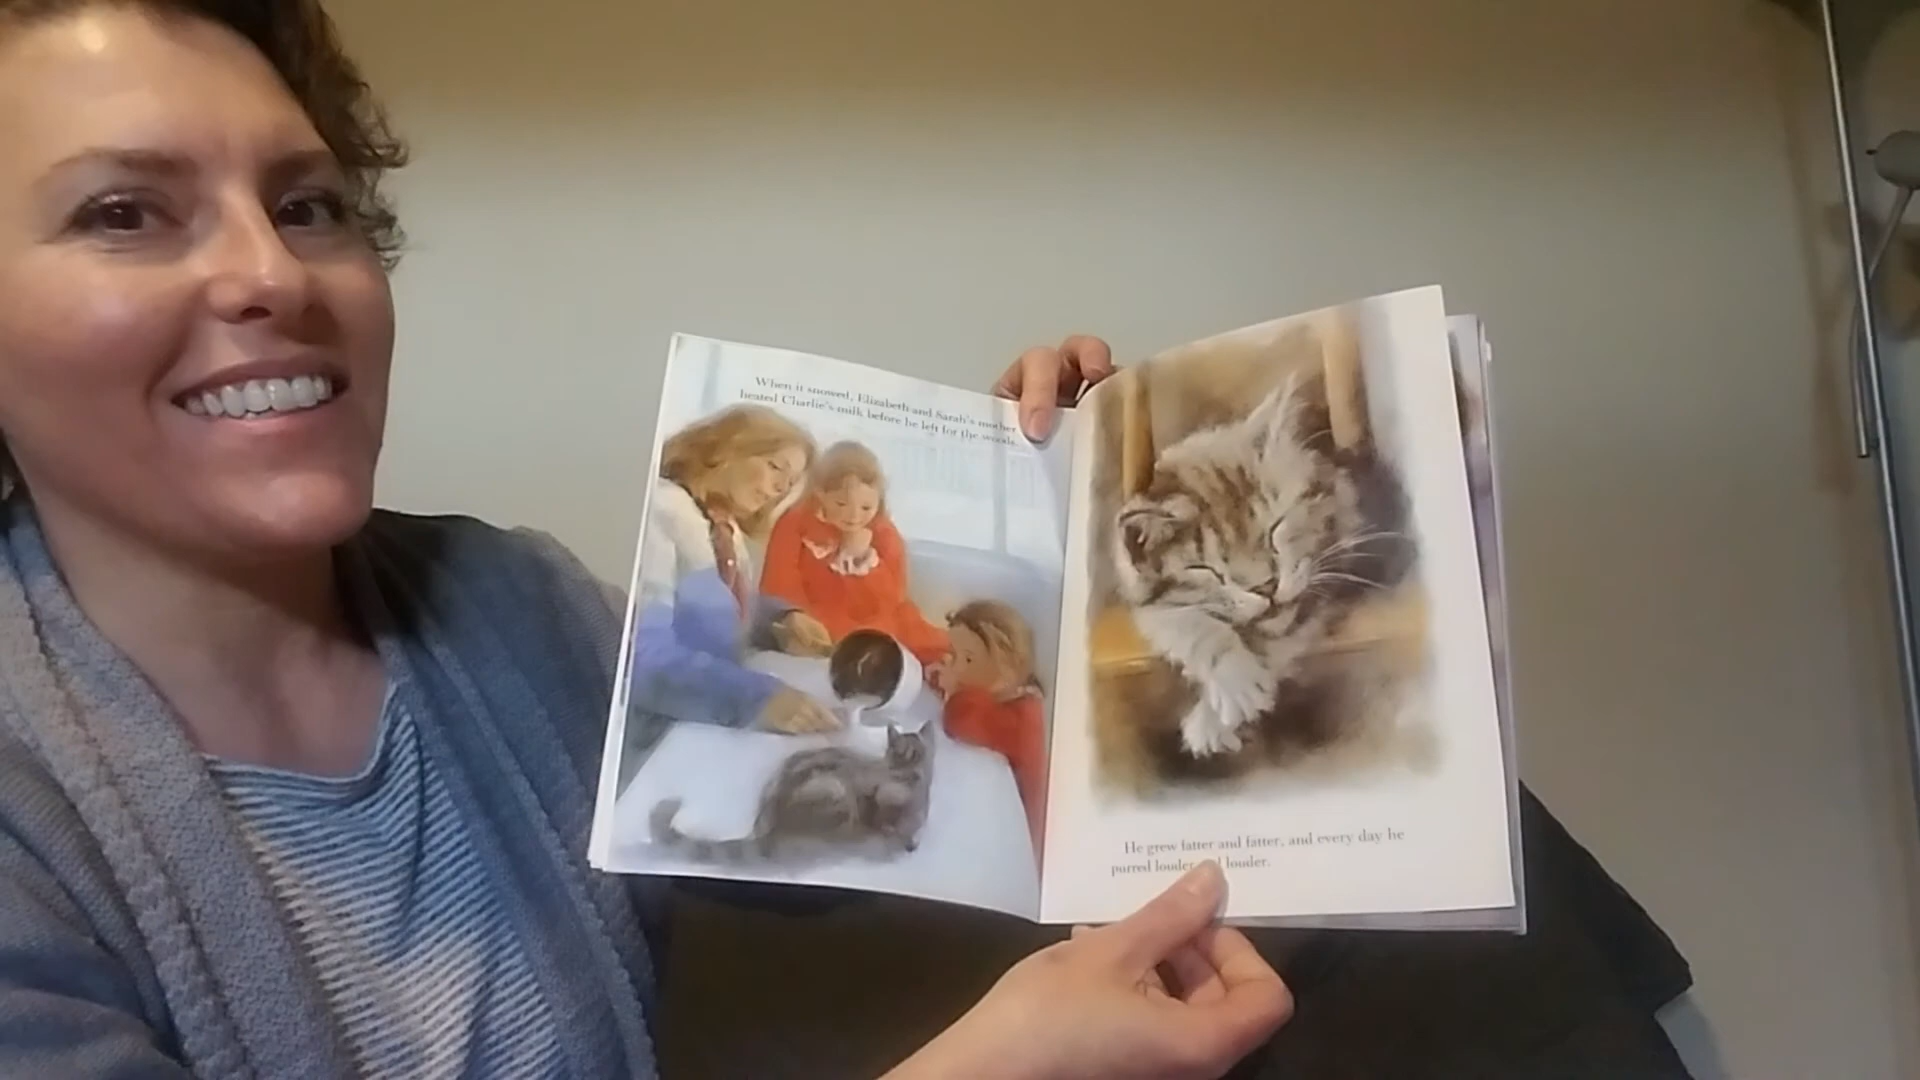 When it snowed, Elizabeth and Sarah's mother
heated Charlie's milk before he left for the woods.
He grew fatter and fatter, and every day he
purred louder louder.